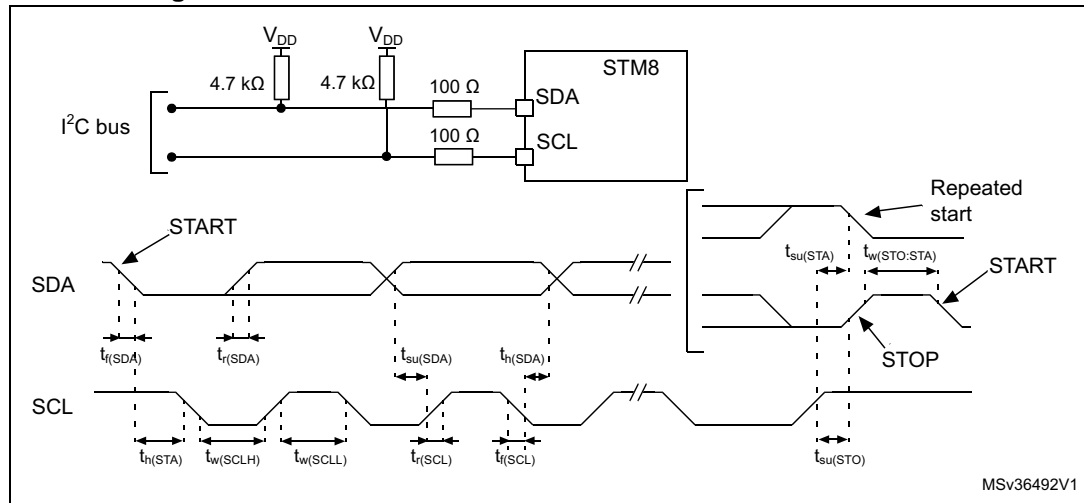 V_DD V_DD
4.7 kΩ 4.7 kΩ 100 Ω STM8
SDA
I²C bus
100 Ω SCL
Repeated
start
START
t_su(STA) t_w(STO:STA)
START
SDA
STOP
t_f(SDA) t_r(SDA) t_su(SDA) t_h(SDA)
SCL
t_h(STA) t_w(SCLH) t_w(SCLL) t_r(SCL) t_f(SCL) t_su(STO)
MSv36492V1